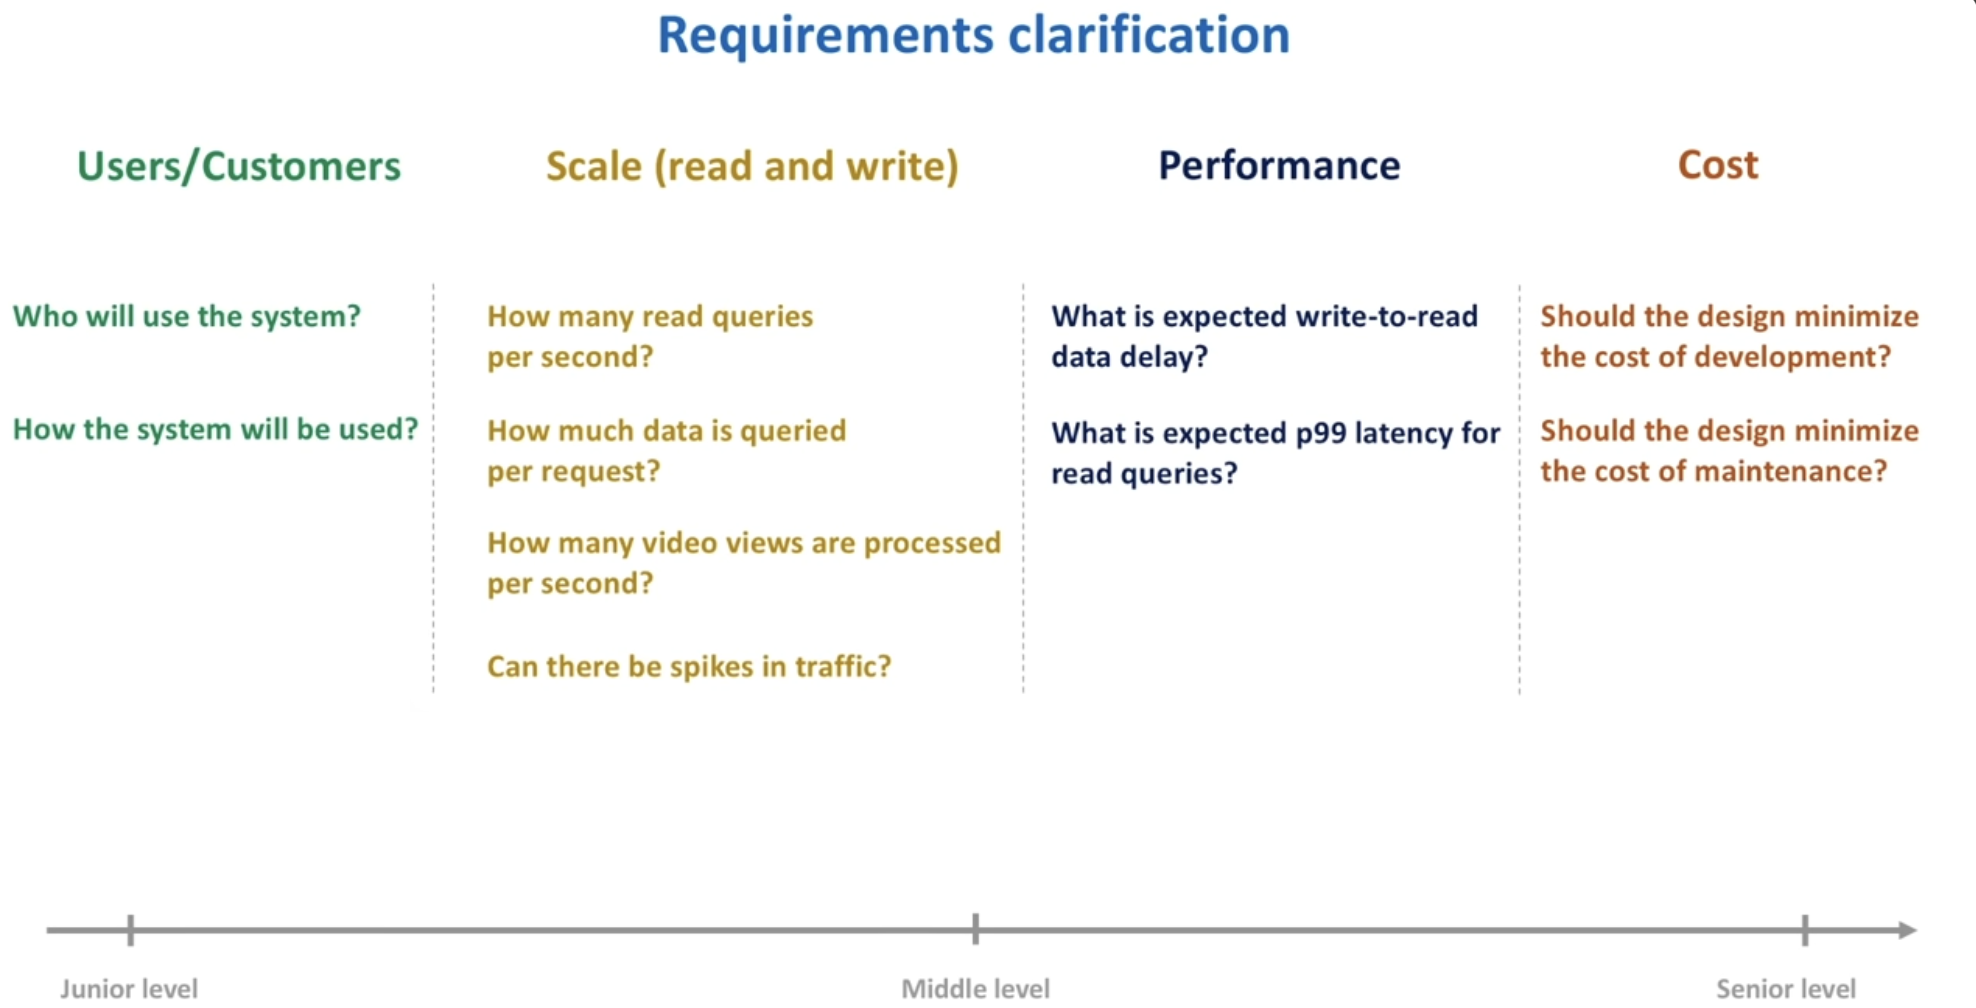 Requirements clarification
Users/Customers
Who will use the system?
How the system will be used?
Scale (read and write)
How many read queries
per second?
How much data is queried
per request?
How many video views are processed
per second?
Can there be spikes in traffic?
Performance
What is expected write-to-read
data delay?
What is expected p99 latency for
read queries?
Cost
Should the design minimize
the cost of development?
Should the design minimize
the cost of maintenance?
Junior level
Middle level
Senior level